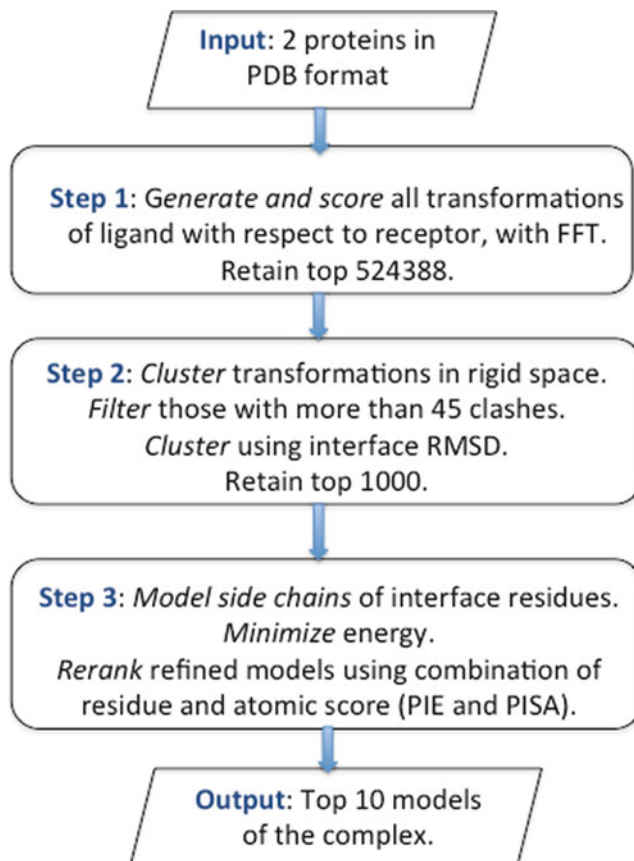 Input: 2 proteins in
PDB format
Step 1: Generate and score all transformations
of ligand with respect to receptor, with FFT.
Retain top 524388.
Step 2: Cluster transformations in rigid space.
Filter those with more than 45 clashes.
Cluster using interface RMSD.
Retain top 1000.
Step 3: Model side chains of interface residues.
Minimize energy.
Rerank refined models using combination of
residue and atomic score (PIE and PISA).
Output: Top 10 models
of the complex.